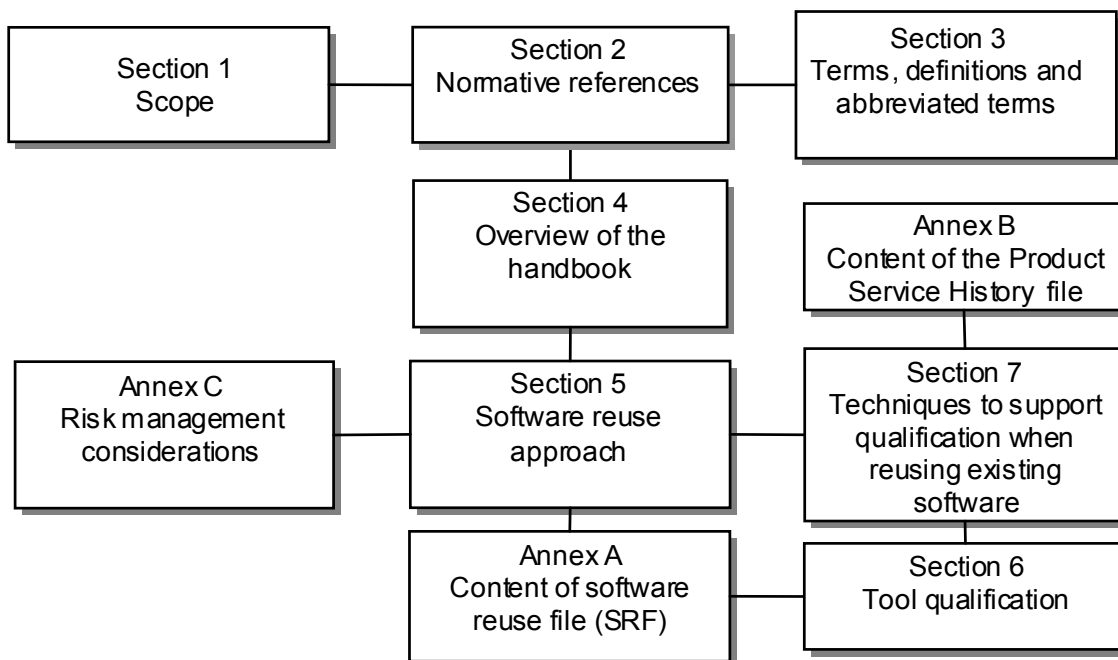 Section 1
Scope
Section 2
Normative references
Section 3
Terms, definitions and
abbreviated terms
Section 4
Overview of the
handbook
Annex B
Content of the Product
Service History file
Annex C
Risk management
considerations
Section 5
Software reuse
approach
Section 7
Techniques to support
qualification when
reusing existing
software
Annex A
Content of software
reuse file (SRF)
Section 6
Tool qualification